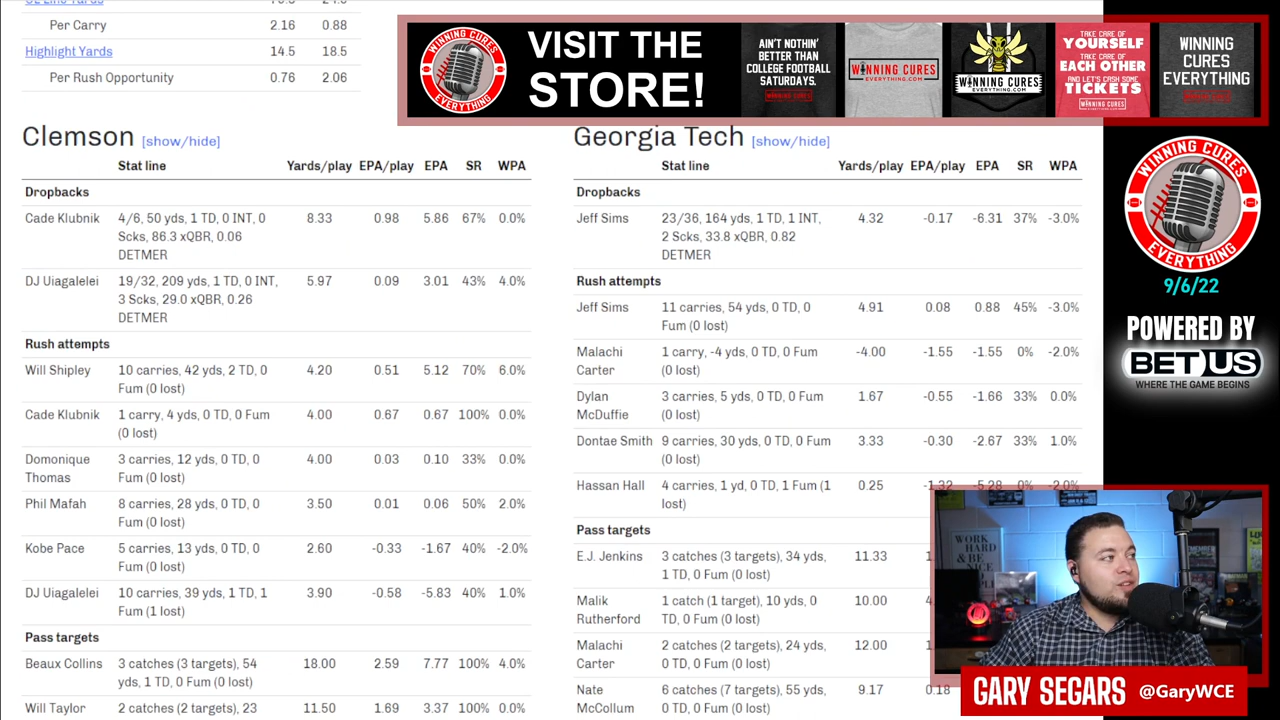 Per Carry 2.16 0.88
Highlight Yards 14.5 18.5
Per Rush Opportunity 0.76 2.06
VISIT THE
STORE!
AIN'T NOTHIN'
BETTER THAN
COLLEGE FOOTBALL
SATURDAYS.
WINNING CURES
EVERYTHING.COM
WINNING CURES
EVERYTHING.COM
TAKE CARE OF
YOURSELF
TAKE CARE OF
EACH OTHER
AND LET'S CASH SOME
TICKETS
WINNING CURES
WINNING
CURES
EVERYTHING
Clemson [show/hide]
Stat line Yards/play EPA/play EPA SR WPA
Dropbacks
Cade Klubnik 4/6, 50 yds, 1 TD, 0 INT, 0 8.33 0.98 5.86 67% 0.0%
Scks, 86.3 xQBR, 0.06
DETMER
DJ Uiagalelei 19/32, 209 yds, 1 TD, 0 INT, 5.97 0.09 3.01 43% 4.0%
3 Scks, 29.0 xQBR, 0.26
DETMER
Rush attempts
Will Shipley 10 carries, 42 yds, 2 TD, 0 4.20 0.51 5.12 70% 6.0%
Fum (0 lost)
Cade Klubnik 1 carry, 4 yds, 0 TD, 0 Fum 4.00 0.67 0.67 100% 0.0%
(0 lost)
Domonique 3 carries, 12 yds, 0 TD, 0 4.00 0.03 0.10 33% 0.0%
Thomas Fum (0 lost)
Phil Mafah 8 carries, 28 yds, 0 TD, 0 3.50 0.01 0.06 50% 2.0%
Fum (0 lost)
Kobe Pace 5 carries, 13 yds, 0 TD, 0 2.60 -0.33 -1.67 40% -2.0%
Fum (0 lost)
DJ Uiagalelei 10 carries, 39 yds, 1 TD, 1 3.90 -0.58 -5.83 40% 1.0%
Fum (1 lost)
Pass targets
Beaux Collins 3 catches (3 targets), 54 18.00 2.59 7.77 100% 4.0%
yds, 1 TD, 0 Fum (0 lost)
Will Taylor 2 catches (2 targets), 23 11.50 1.69 3.37 100% 0.0%
Georgia Tech [show/hide]
Stat line Yards/play EPA/play EPA SR WPA
Dropbacks
Jeff Sims 23/36, 164 yds, 1 TD, 1 INT, 4.32 -0.17 -6.31 37% -3.0%
2 Scks, 33.8 xQBR, 0.82
DETMER
Rush attempts
Jeff Sims 11 carries, 54 yds, 0 TD, 0 4.91 0.08 0.88 45% -3.0%
Fum (0 lost)
Malachi 1 carry, -4 yds, 0 TD, 0 Fum -4.00 -1.55 -1.55 0% -2.0%
Carter (0 lost)
Dylan 3 carries, 5 yds, 0 TD, 0 Fum 1.67 -0.55 -1.66 33% 0.0%
McDuffie (0 lost)
Dontae Smith 9 carries, 30 yds, 0 TD, 0 3.33 -0.30 -2.67 33% 1.0%
Fum (0 lost)
Hassan Hall 4 carries, 1 yd, 0 TD, 1 Fum (1 0.25 -1.32 -5.28 0% -2.0%
lost)
Pass targets
E.J. Jenkins 3 catches (3 targets), 34 yds, 11.33
1 TD, 0 Fum (0 lost)
Malik 1 catch (1 target), 10 yds, 0 10.00
Rutherford TD, 0 Fum (0 lost)
Malachi 2 catches (2 targets), 24 yds, 12.00
Carter 0 TD, 0 Fum (0 lost)
Nate 6 catches (7 targets), 55 yds, 9.17 0.18
McCollum 0 TD, 0 Fum (0 lost)
WINNING CURES
EVERYTHING
9/6/22
POWERED BY
BETUS
WHERE THE GAME BEGINS
WORK
HARD &
BE NICE
GARY SEGARS @GaryWCE